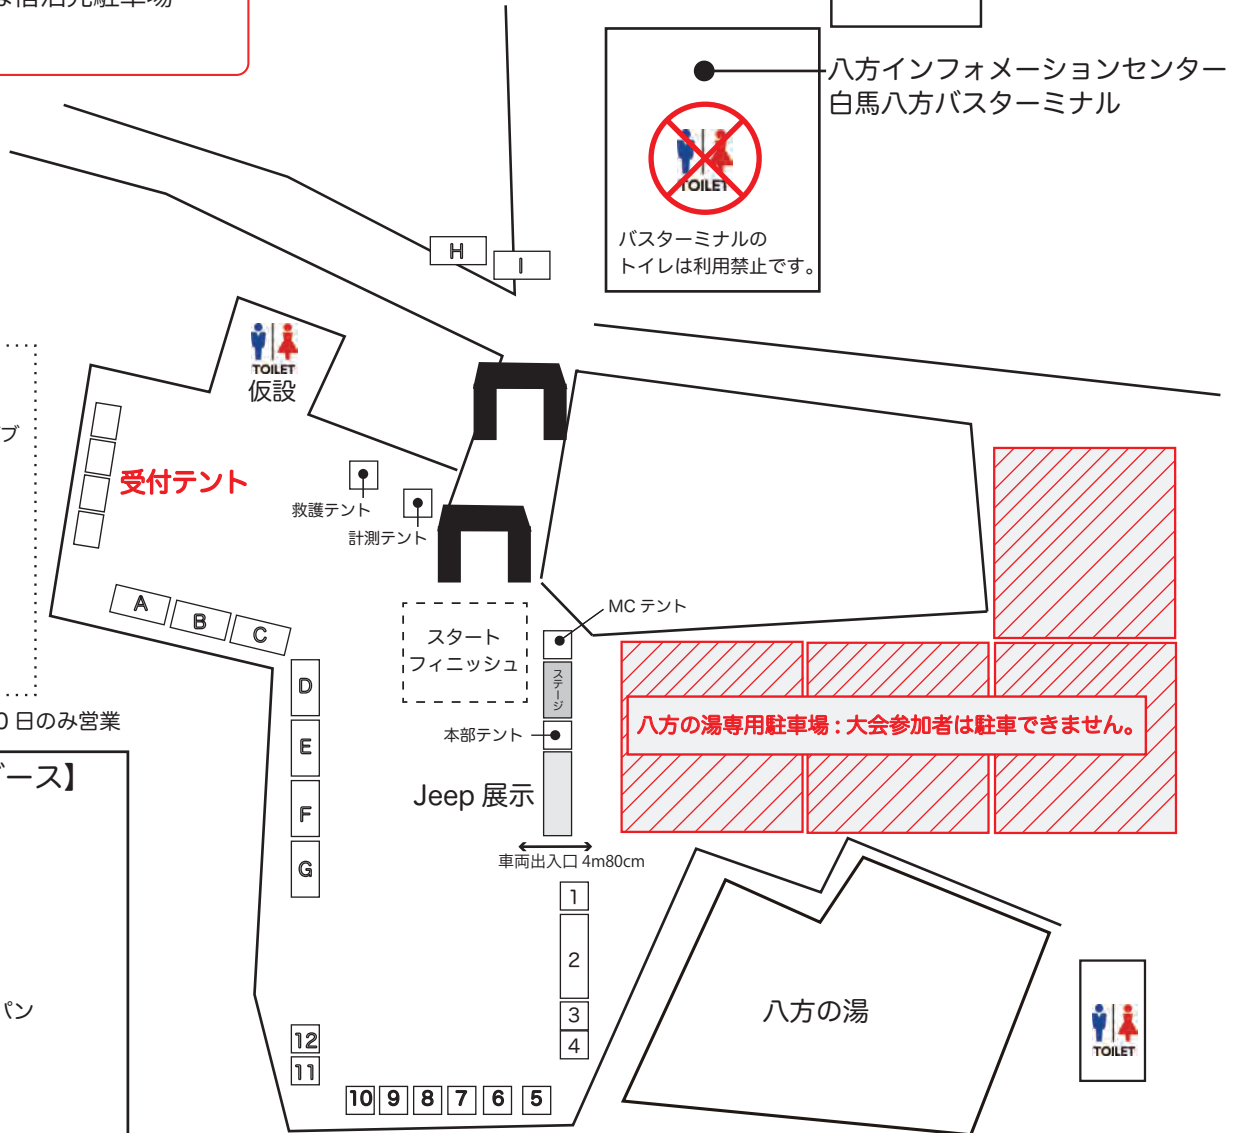 八方インフォメーションセンター
白馬八方バスターミナル
TOILET
バスターミナルの
トイレは利用禁止です。
H
I
TOILET
仮設
受付テント
救護テント
計測テント
A
B
C
MC テント
スタート
フィニッシュ
ステージ
本部テント
D
E
F
G
Jeep 展示
車両出入口 4m80cm
八方の湯専用駐車場 : 大会参加者は駐車できません。
日のみ営業
ース】
パン
1
2
3
4
5
6
7
8
9
10
11
12
八方の湯
TOILET